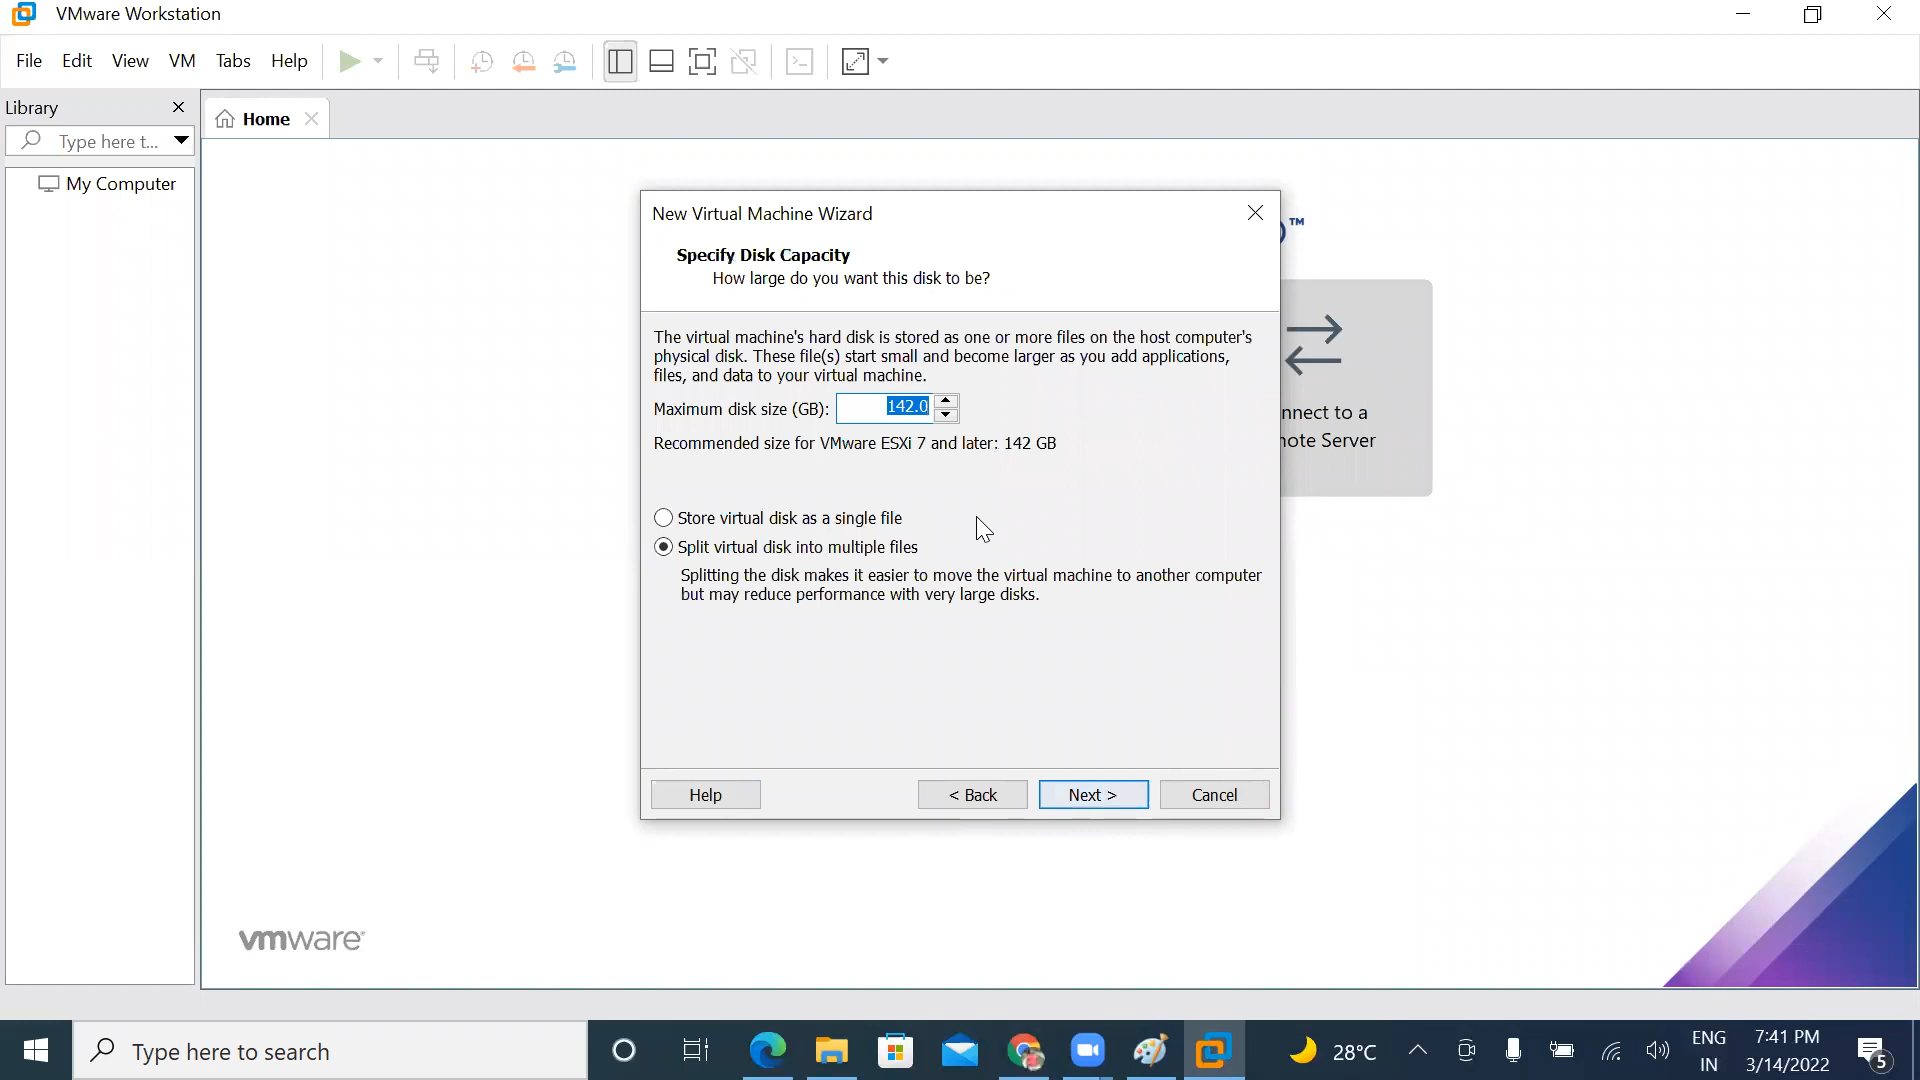 VMware Workstation
File Edit View VM Tabs Help
Library
Home
Type here t...
My Computer
™
New Virtual Machine Wizard
Specify Disk Capacity
How large do you want this disk to be?
The virtual machine's hard disk is stored as one or more files on the host computer's
physical disk. These file(s) start small and become larger as you add applications,
files, and data to your virtual machine.
Maximum disk size (GB): 142.0
Recommended size for VMware ESXi 7 and later: 142 GB
nnect to a
note Server
Store virtual disk as a single file
Split virtual disk into multiple files
Splitting the disk makes it easier to move the virtual machine to another computer
but may reduce performance with very large disks.
Help < Back Next > Cancel
vmware
Type here to search
28°C
ENG
IN
7:41 PM
3/14/2022
5